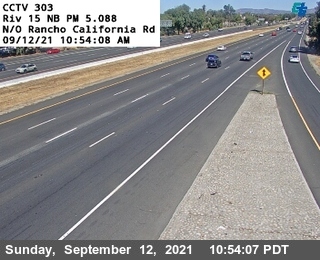 CCTV 303
Riv 15 NB PM 5.088
N/O Rancho California Rd
09/12/21 10:54:08 AM
Sunday, September 12, 2021 10:54:07 PDT